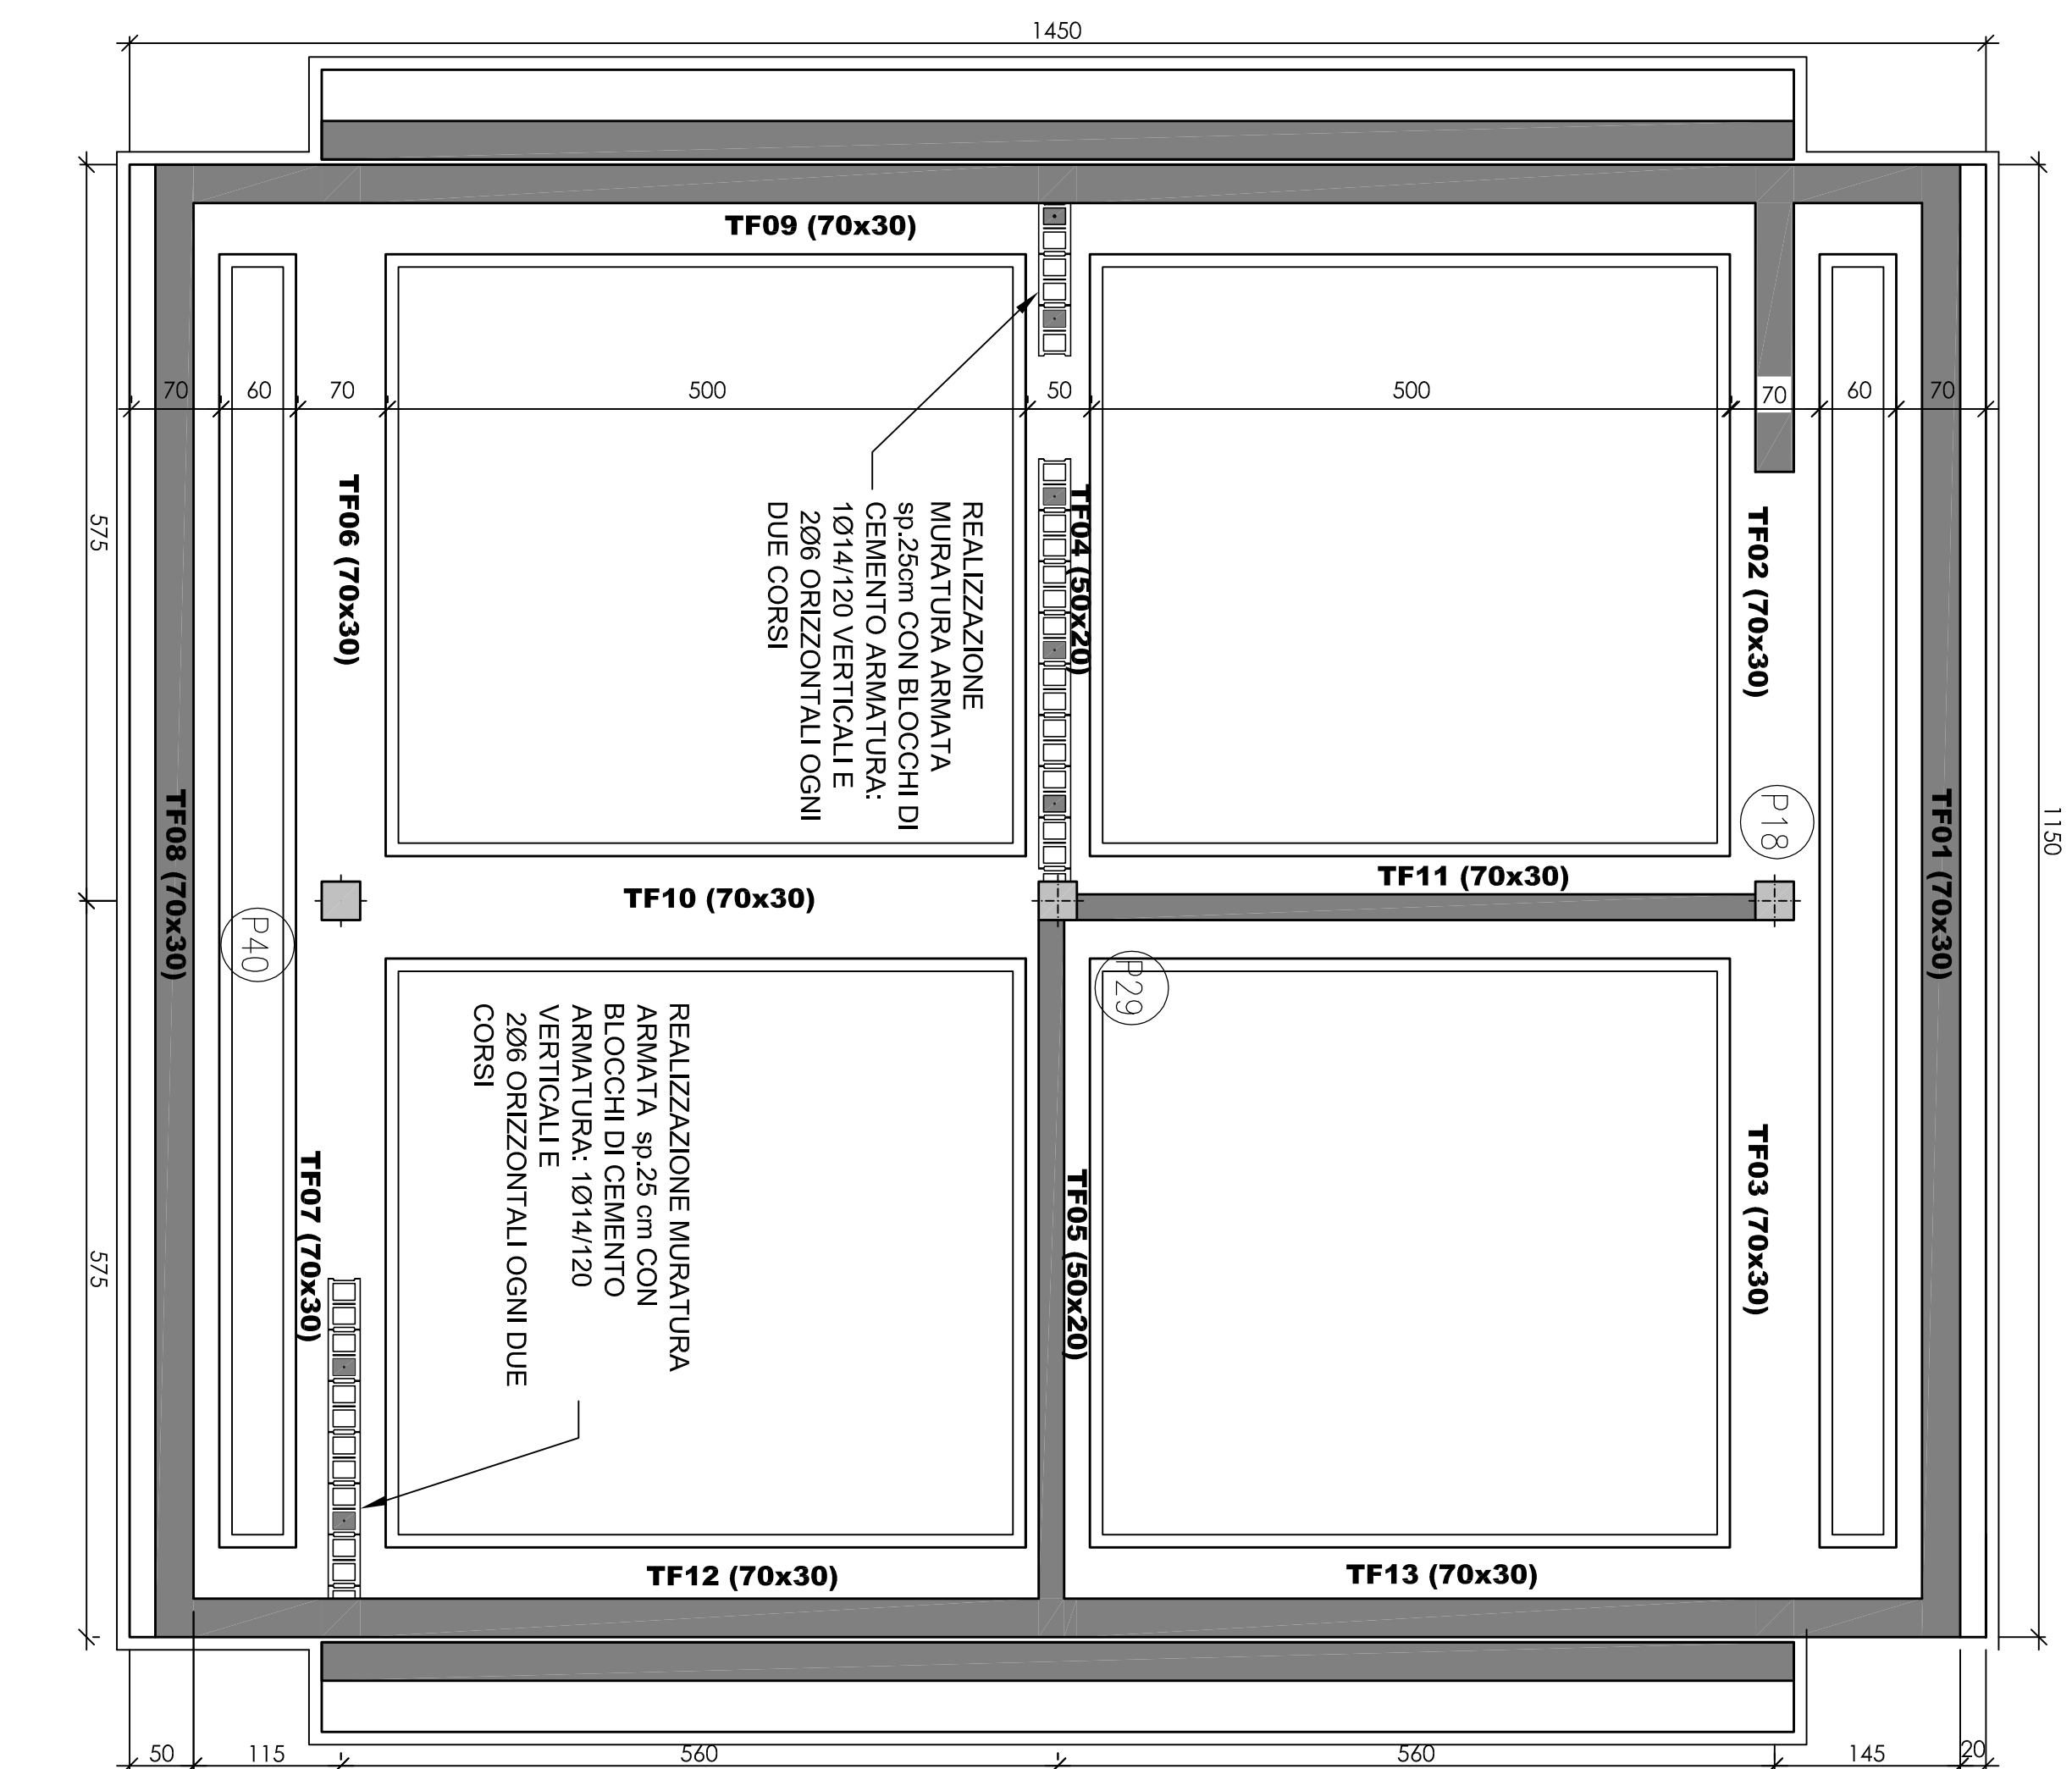 1450
TF09 (70x30)
70
60
70
500
50
500
70
60
70
575
TF06 (70x30)
REALIZZAZIONE
MURATURA ARMATA
sp.25cm CON BLOCCHI DI
CEMENTO ARMATURA:
1Ø14/120 VERTICALI E
2Ø6 ORIZZONTALI OGNI
DUE CORSI
TF04 (50x20)
TF02 (70x30)
TF08 (70x30)
P18
TF01 (70x30)
1150
TF11 (70x30)
TF10 (70x30)
P40
P29
REALIZZAZIONE MURATURA
ARMATA sp.25 cm CON
BLOCCHI DI CEMENTO
ARMATURA: 1Ø14/120
VERTICALI E
2Ø6 ORIZZONTALI OGNI DUE
CORSI
575
TF07 (70x30)
TF05 (50x20)
TF03 (70x30)
TF12 (70x30)
TF13 (70x30)
50
115
560
560
145
20